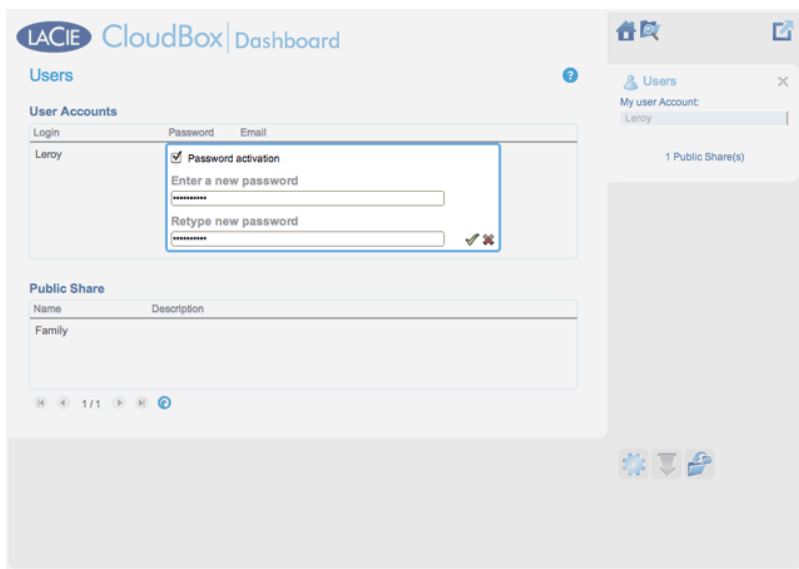 LACIE CloudBox Dashboard
Users
User Accounts
Login Password Email
Leroy
Password activation
Enter a new password
••••••••••
Retype new password
••••••••••
Public Share
Name Description
Family
1 / 1
Users
My user Account:
Leroy
1 Public Share(s)